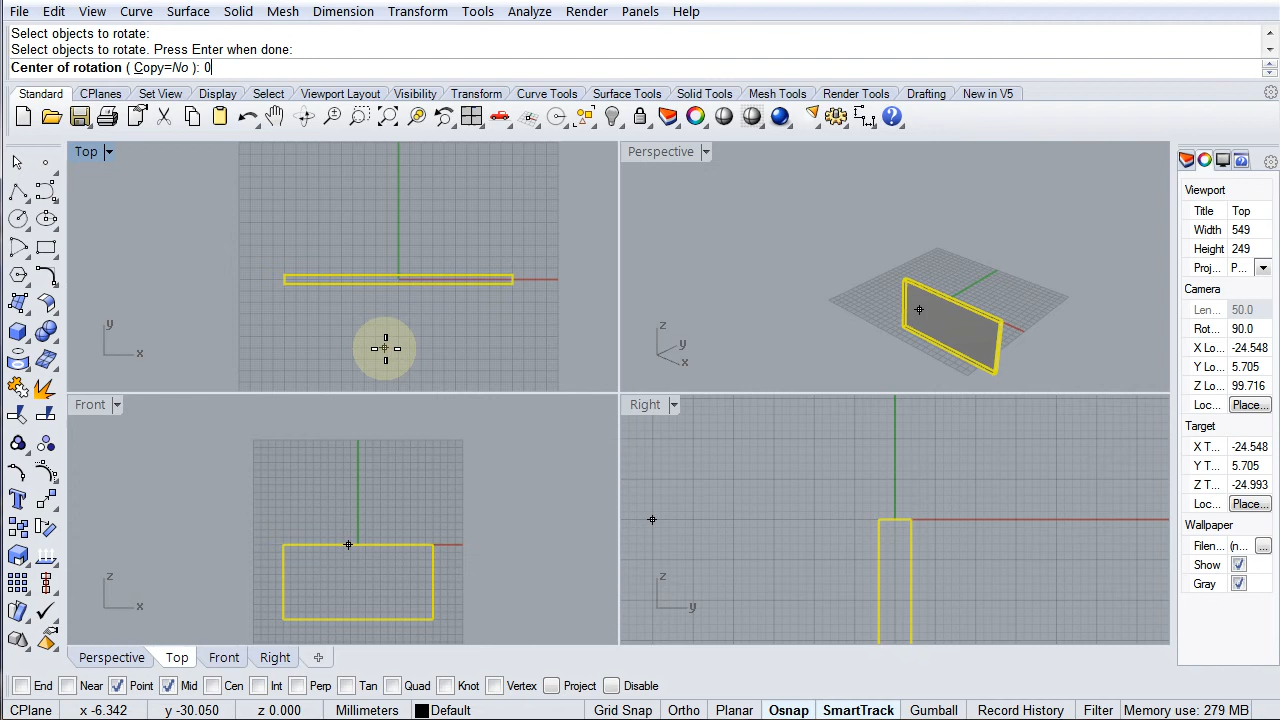 File Edit View Curve Surface Solid Mesh Dimension Transform Tools Analyze Render Panels Help
Select objects to rotate:
Select objects to rotate. Press Enter when done:
Center of rotation ( Copy=No ): 0
Standard CPlanes Set View Display Select Viewport Layout Visibility Transform Curve Tools Surface Tools Solid Tools Mesh Tools Render Tools Drafting New in V5
Top
Perspective
y
x
z
y
x
Front
Right
z
x
z
y
Viewport
Title Top
Width 549
Height 249
Proj... P...
Camera
Len... 50.0
Rot... 90.0
X Lo... -24.548
Y Lo... 5.705
Z Lo... 99.716
Loc... Place...
Target
X T... -24.548
Y T... 5.705
Z T... -24.993
Loc... Place...
Wallpaper
Filen... (n... ...
Show
Gray
Perspective Top Front Right
End Near Point Mid Cen Int Perp Tan Quad Knot Vertex Project Disable
CPlane x -6.342 y -30.050 z 0.000 Millimeters Default Grid Snap Ortho Planar Osnap SmartTrack Gumball Record History Filter Memory use: 279 MB